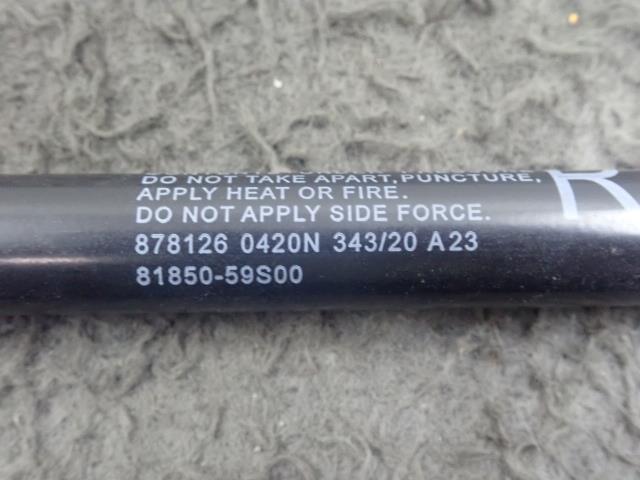 DO NOT TAKE APART, PUNCTURE,
APPLY HEAT OR FIRE.
DO NOT APPLY SIDE FORCE.
878126 0420N 343/20 A23
81850-59S00
R